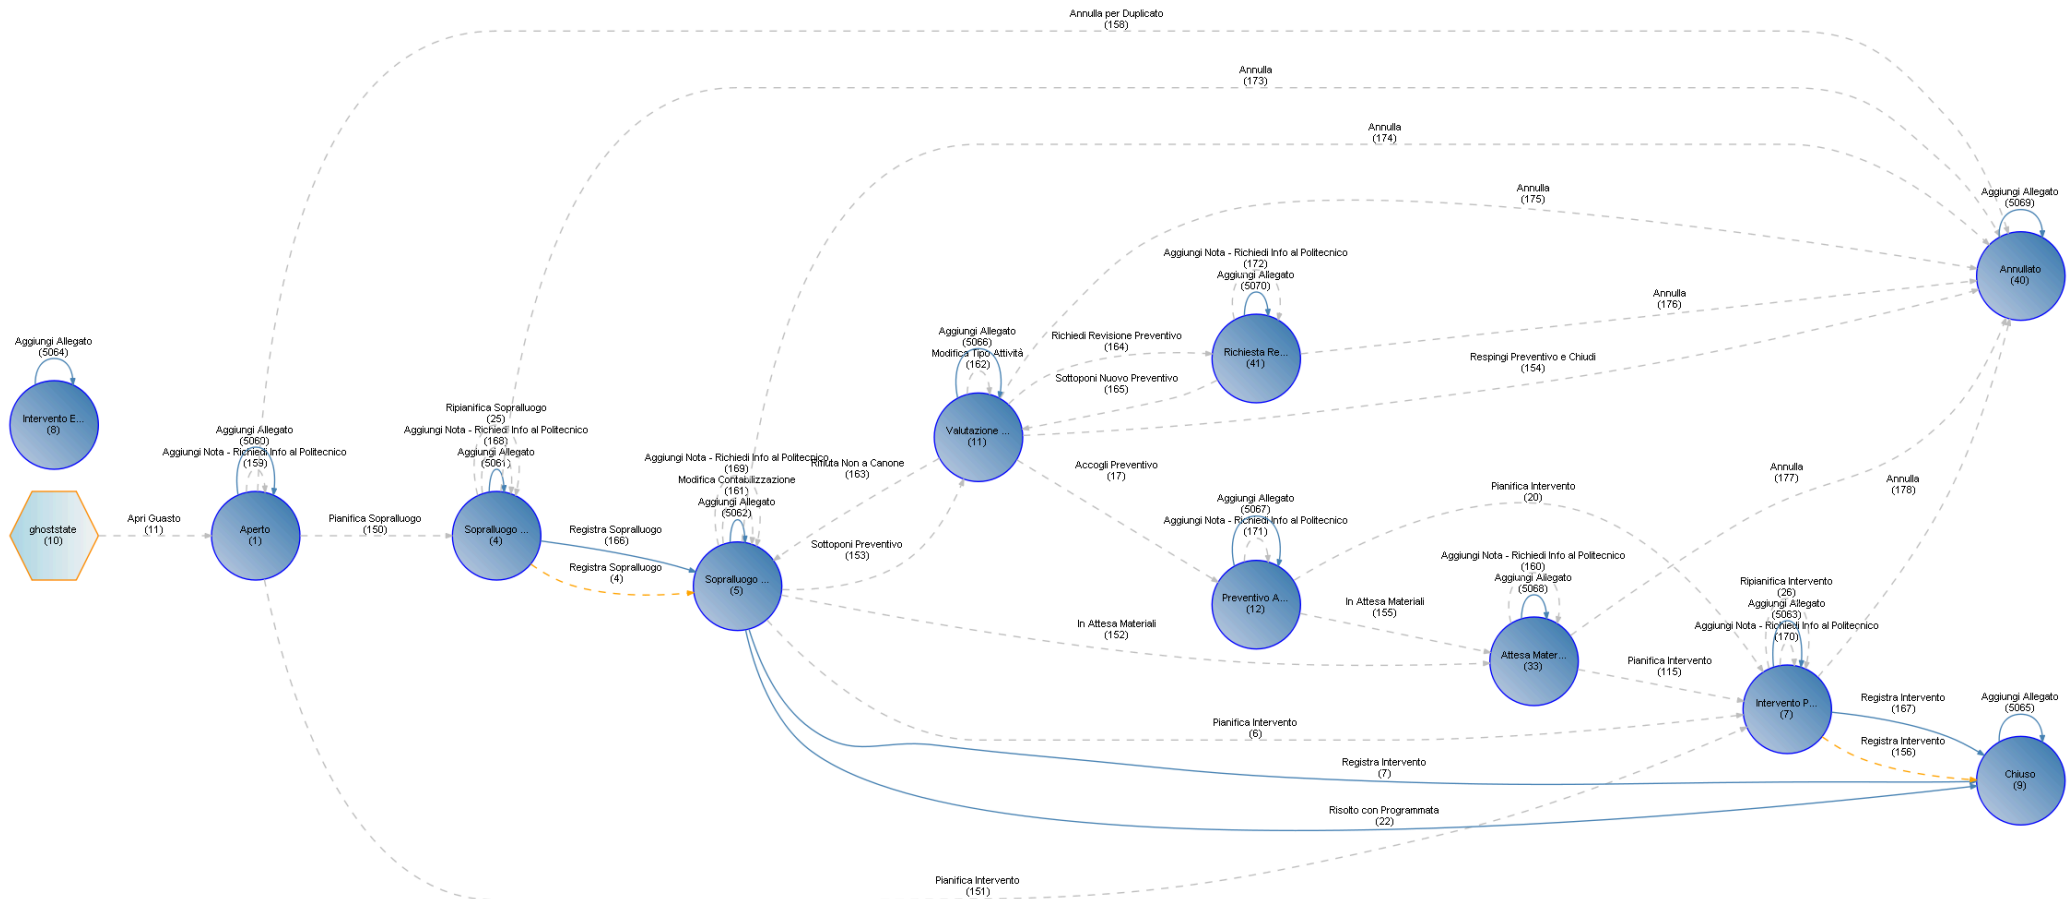 Annulla per Duplicato
(158)
Annulla
(173)
Annulla
(174)
Annulla
(175)
Aggiungi Allegato
(5069)
Annullato
(40)
Aggiungi Nota - Richiedi Info al Politecnico
(172)
Aggiungi Allegato
(5070)
Richiesta Re...
(41)
Annulla
(176)
Respingi Preventivo e Chiudi
(154)
Richiedi Revisione Preventivo
(164)
Sottoponi Nuovo Preventivo
(165)
Aggiungi Allegato
(5066)
Modifica Tipo Attività
(162)
Valutazione ...
(11)
Aggiungi Allegato
(5064)
Intervento E...
(8)
ghoststate
(10)
Apri Guasto
(11)
Aggiungi Allegato
(5060)
Aggiungi Nota - Richiedi Info al Politecnico
(159)
Aperto
(1)
Pianifica Sopralluogo
(150)
Ripianifica Sopralluogo
(25)
Aggiungi Nota - Richiedi Info al Politecnico
(168)
Aggiungi Allegato
(5061)
Sopralluogo ...
(4)
Registra Sopralluogo
(166)
Registra Sopralluogo
(4)
Aggiungi Nota - Richiedi Info al Politecnico
(169)
Modifica Contabilizzazione
(161)
Aggiungi Allegato
(5062)
Sopralluogo ...
(5)
Rifiuta Non a Canone
(163)
Sottoponi Preventivo
(153)
Accogli Preventivo
(17)
Aggiungi Allegato
(5067)
Aggiungi Nota - Richiedi Info al Politecnico
(171)
Preventivo A...
(12)
In Attesa Materiali
(152)
In Attesa Materiali
(155)
Pianifica Intervento
(20)
Aggiungi Nota - Richiedi Info al Politecnico
(160)
Aggiungi Allegato
(5068)
Attesa Mater...
(33)
Annulla
(177)
Annulla
(178)
Pianifica Intervento
(115)
Ripianifica Intervento
(26)
Aggiungi Allegato
(5063)
Aggiungi Nota - Richiedi Info al Politecnico
(170)
Intervento P...
(7)
Registra Intervento
(167)
Registra Intervento
(156)
Aggiungi Allegato
(5065)
Chiuso
(9)
Pianifica Intervento
(6)
Registra Intervento
(7)
Risolto con Programmata
(22)
Pianifica Intervento
(151)